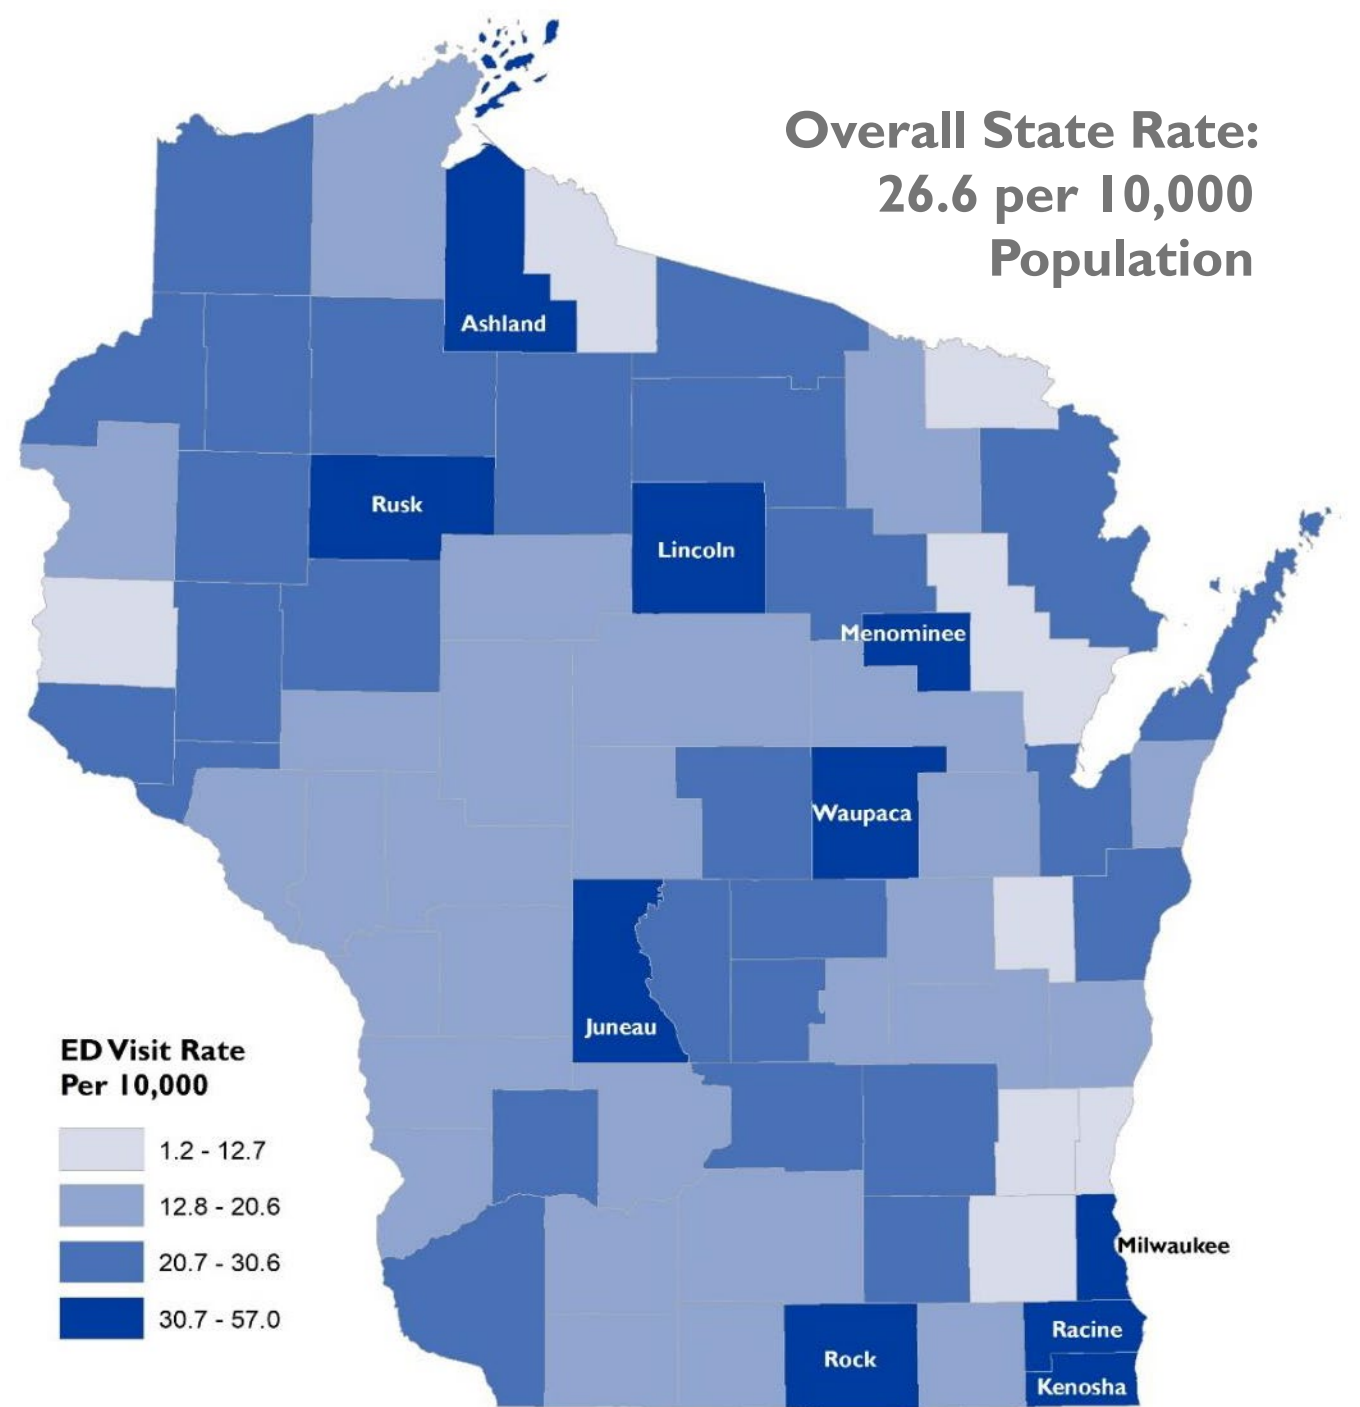 Overall State Rate:
26.6 per 10,000
Population
Ashland
Rusk
Lincoln
Menominee
Waupaca
Juneau
ED Visit Rate
Per 10,000
1.2 - 12.7
12.8 - 20.6
20.7 - 30.6
30.7 - 57.0
Milwaukee
Racine
Rock
Kenosha